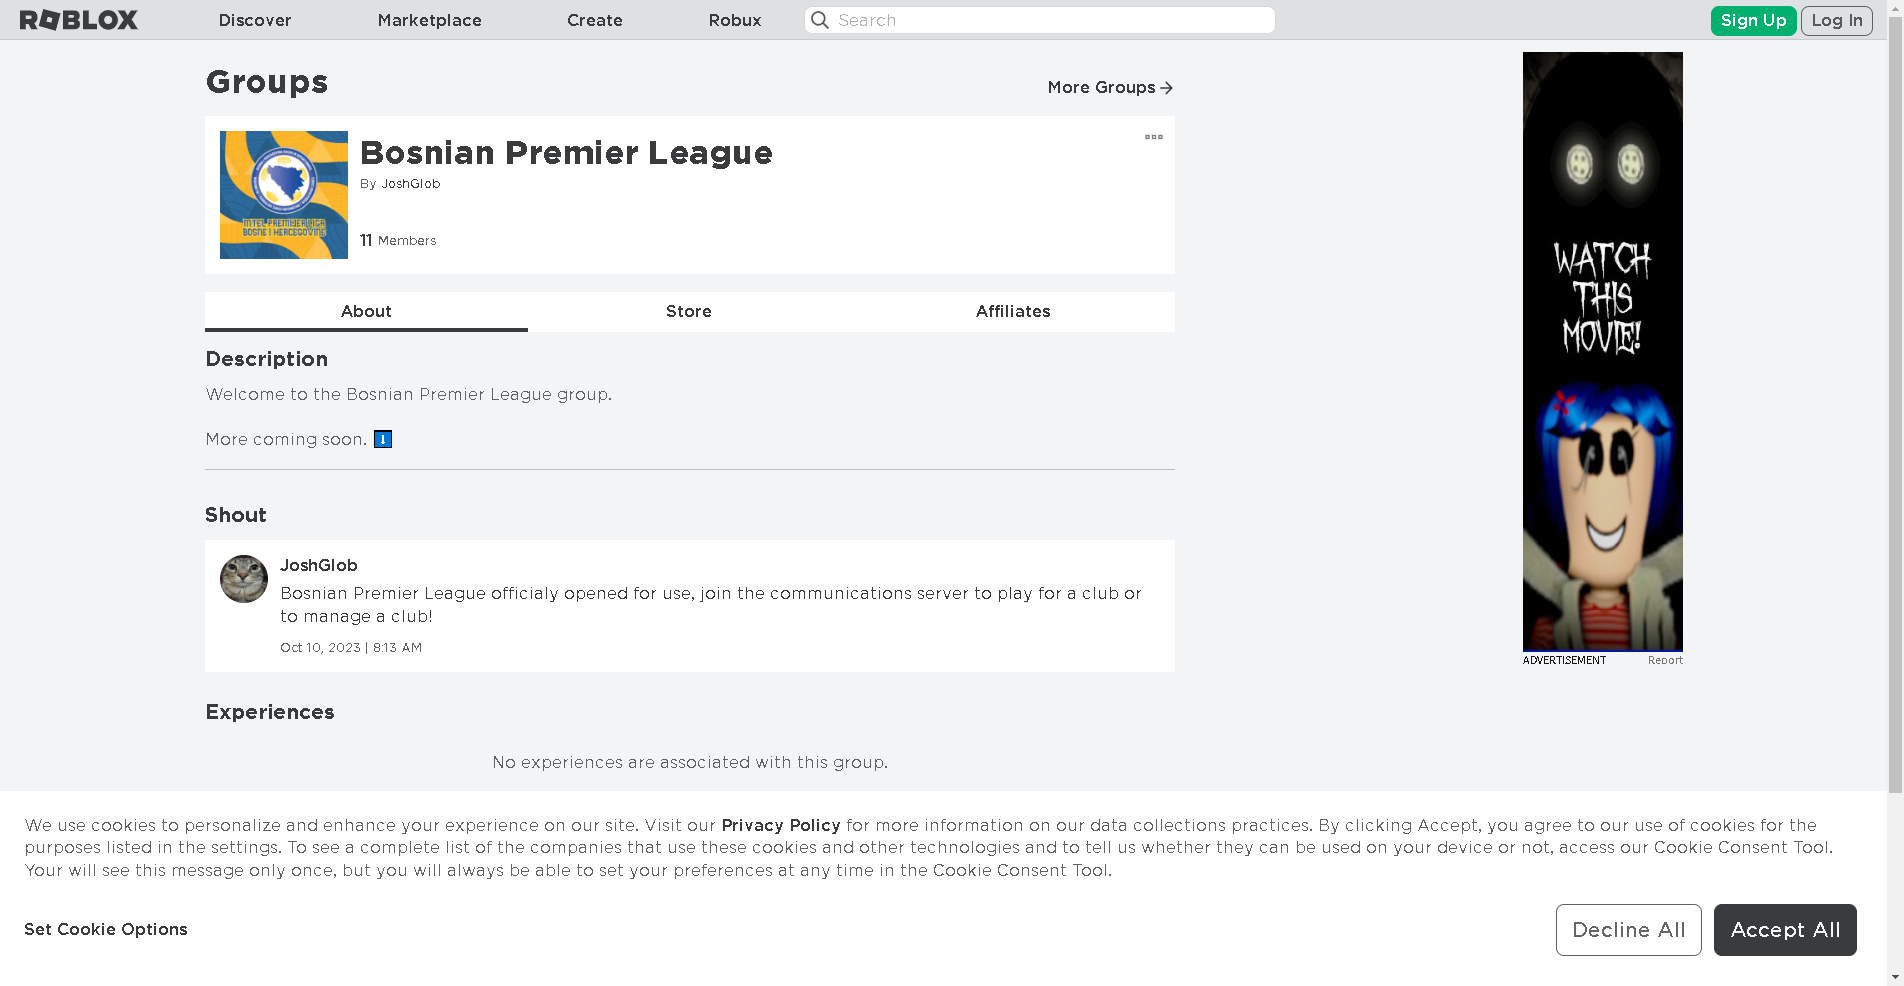 ROBLOX
Discover
Marketplace
Create
Robux
Search
Sign Up
Log In
Groups
More Groups
Bosnian Premier League
By JoshGlob
11 Members
INTEL PREMIJER LIGA
BOSNE I HERCEGOVINE
About
Store
Affiliates
Description
Welcome to the Bosnian Premier League group.
More coming soon. ⬇️
Shout
JoshGlob
Bosnian Premier League officialy opened for use, join the communications server to play for a club or
to manage a club!
Oct 10, 2023 | 8:13 AM
Experiences
No experiences are associated with this group.
WATCH
THIS
MOVIE!
ADVERTISEMENT
Report
We use cookies to personalize and enhance your experience on our site. Visit our Privacy Policy for more information on our data collections practices. By clicking Accept, you agree to our use of cookies for the
purposes listed in the settings. To see a complete list of the companies that use these cookies and other technologies and to tell us whether they can be used on your device or not, access our Cookie Consent Tool.
Your will see this message only once, but you will always be able to set your preferences at any time in the Cookie Consent Tool.
Set Cookie Options
Decline All
Accept All